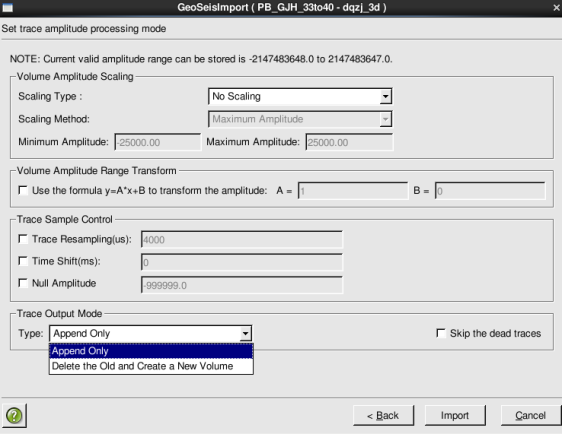 GeoSeisImport ( PB_GJH_33to40 - dqzj_3d )
Set trace amplitude processing mode
NOTE: Current valid amplitude range can be stored is -2147483648.0 to 2147483647.0.
Volume Amplitude Scaling
Scaling Type : No Scaling
Scaling Method: Maximum Amplitude
Minimum Amplitude: -25000.00 Maximum Amplitude: 25000.00
Volume Amplitude Range Transform
Use the formula y=A*x+B to transform the amplitude: A = 1 B = 0
Trace Sample Control
Trace Resampling(us): 4000
Time Shift(ms): 0
Null Amplitude -999999.0
Trace Output Mode
Type: Append Only Skip the dead traces
Append Only
Delete the Old and Create a New Volume
< Back Import Cancel